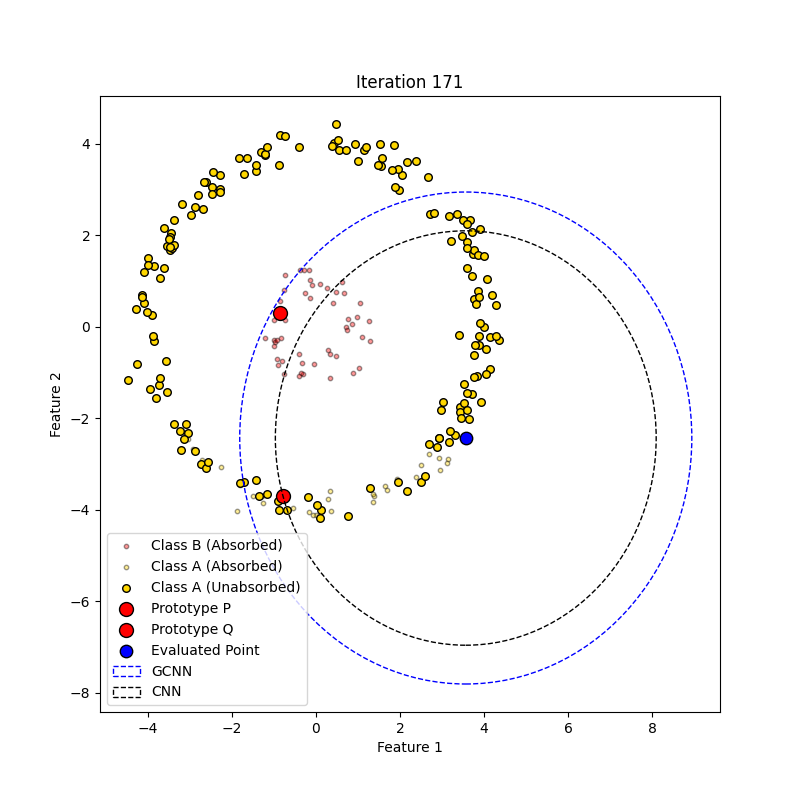 Iteration 171
4
2
0
−2
−4
−6
−8
Feature 2
Class B (Absorbed)
Class A (Absorbed)
Class A (Unabsorbed)
Prototype P
Prototype Q
Evaluated Point
GCNN
CNN
−4 −2 0 2 4 6 8
Feature 1